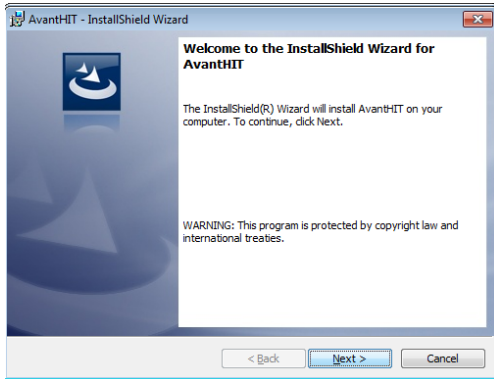 AvantHIT - InstallShield Wizard
Welcome to the InstallShield Wizard for
AvantHIT
The InstallShield(R) Wizard will install AvantHIT on your
computer. To continue, click Next.
WARNING: This program is protected by copyright law and
international treaties.
< Back Next > Cancel